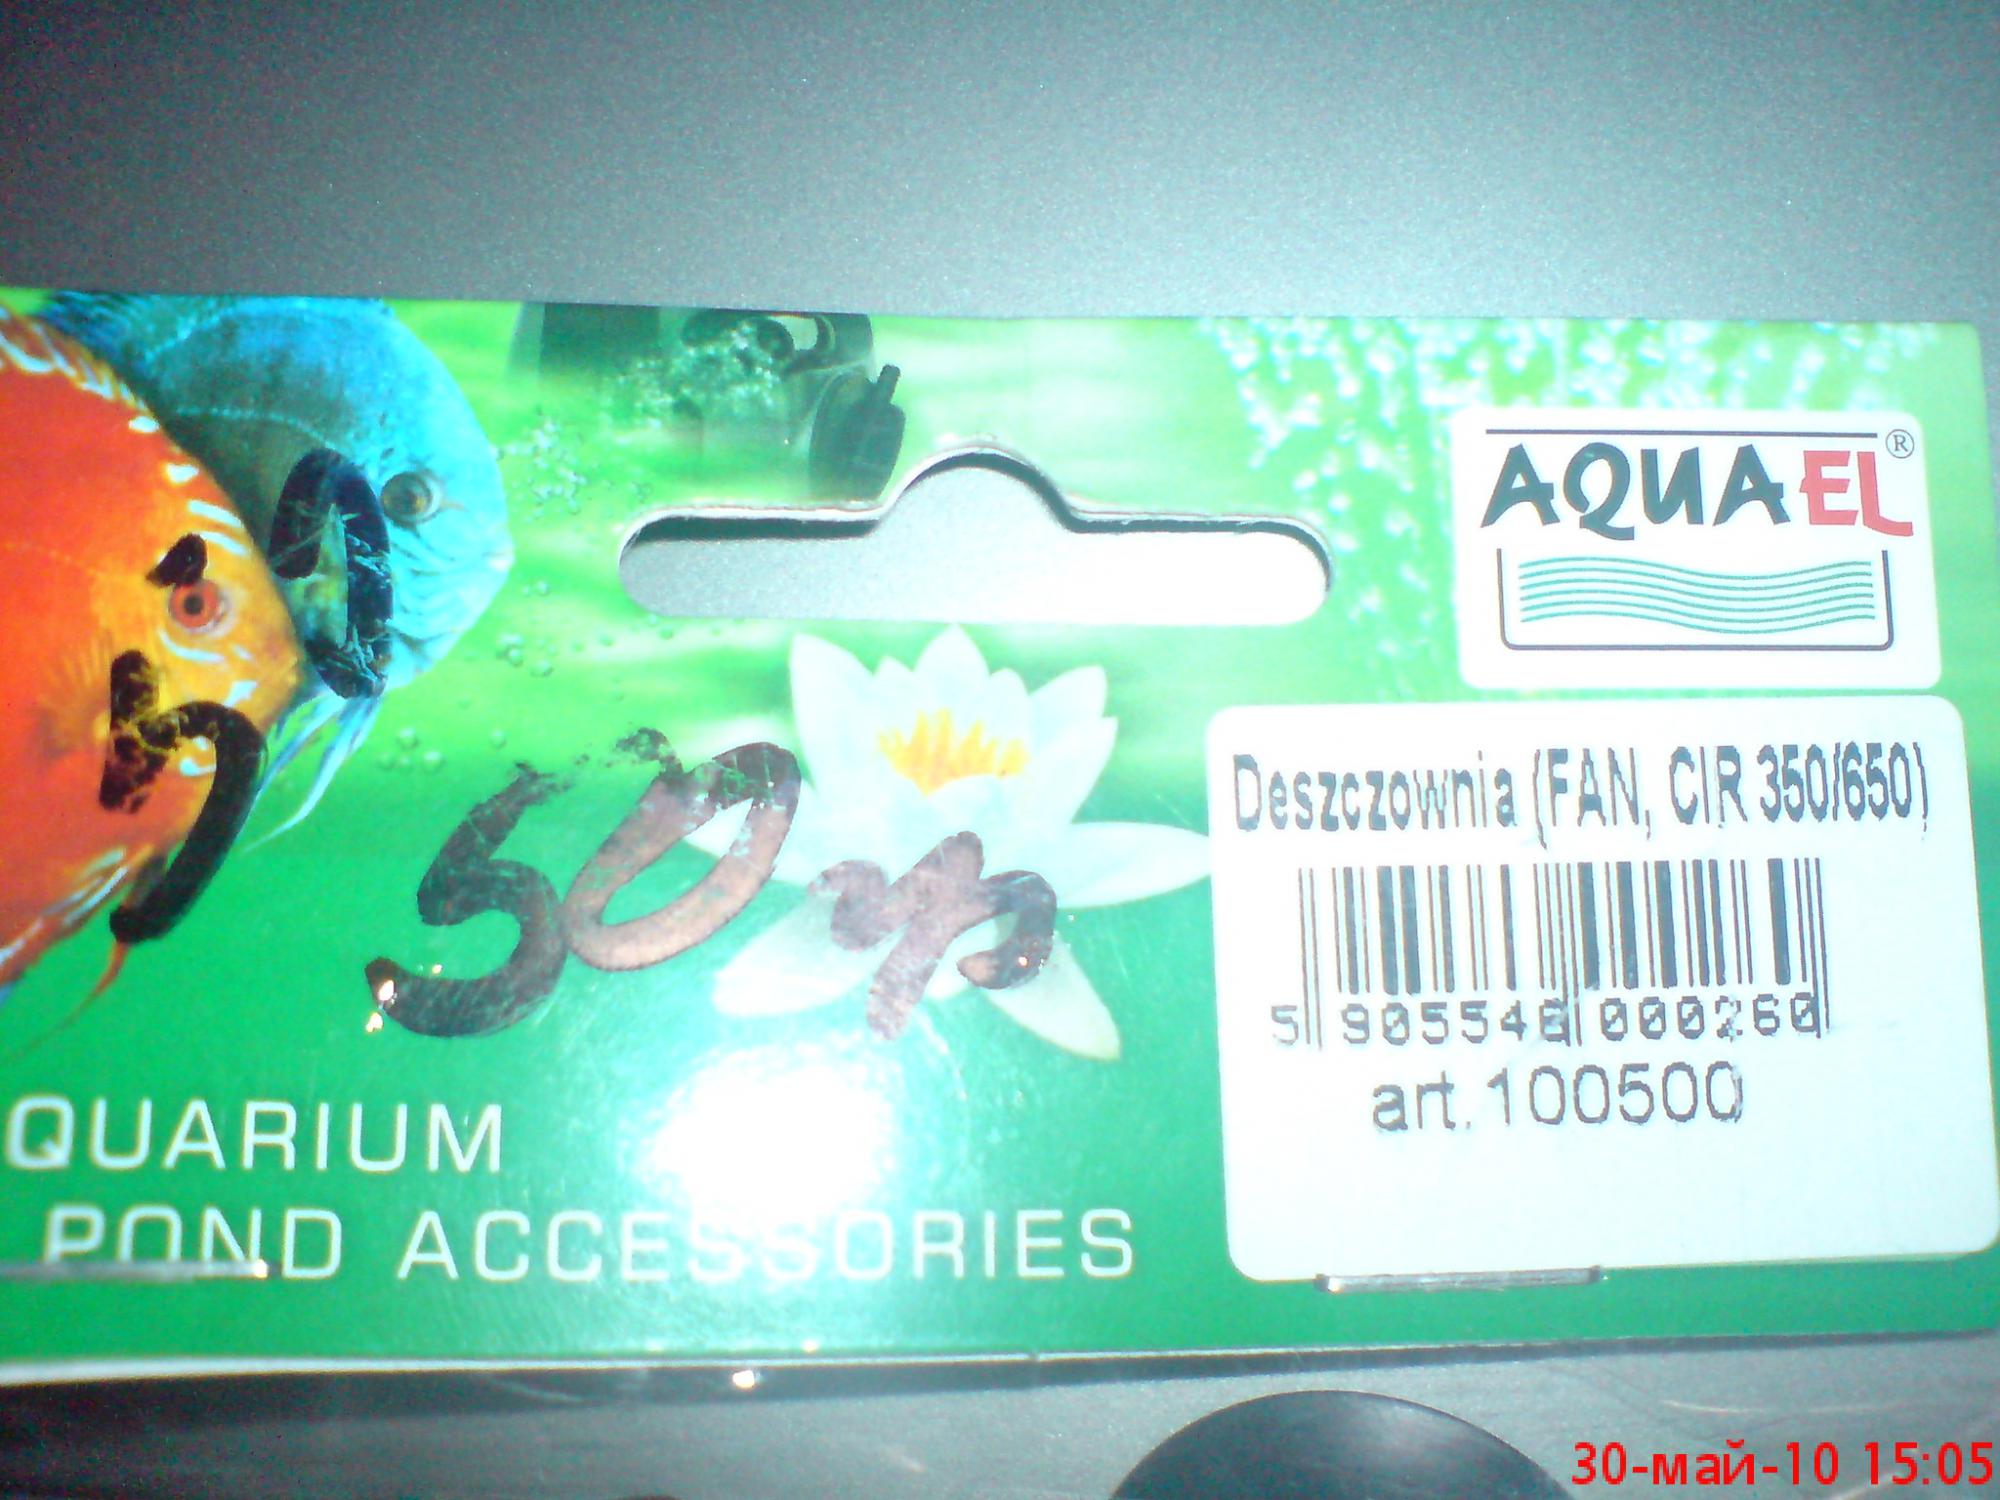 AQUAEL®
Deszczownia (FAN, CIR 350/650)
5 905546 000260
art.100500
50
QUARIUM
POND ACCESSORIES
30-май-10 15:05